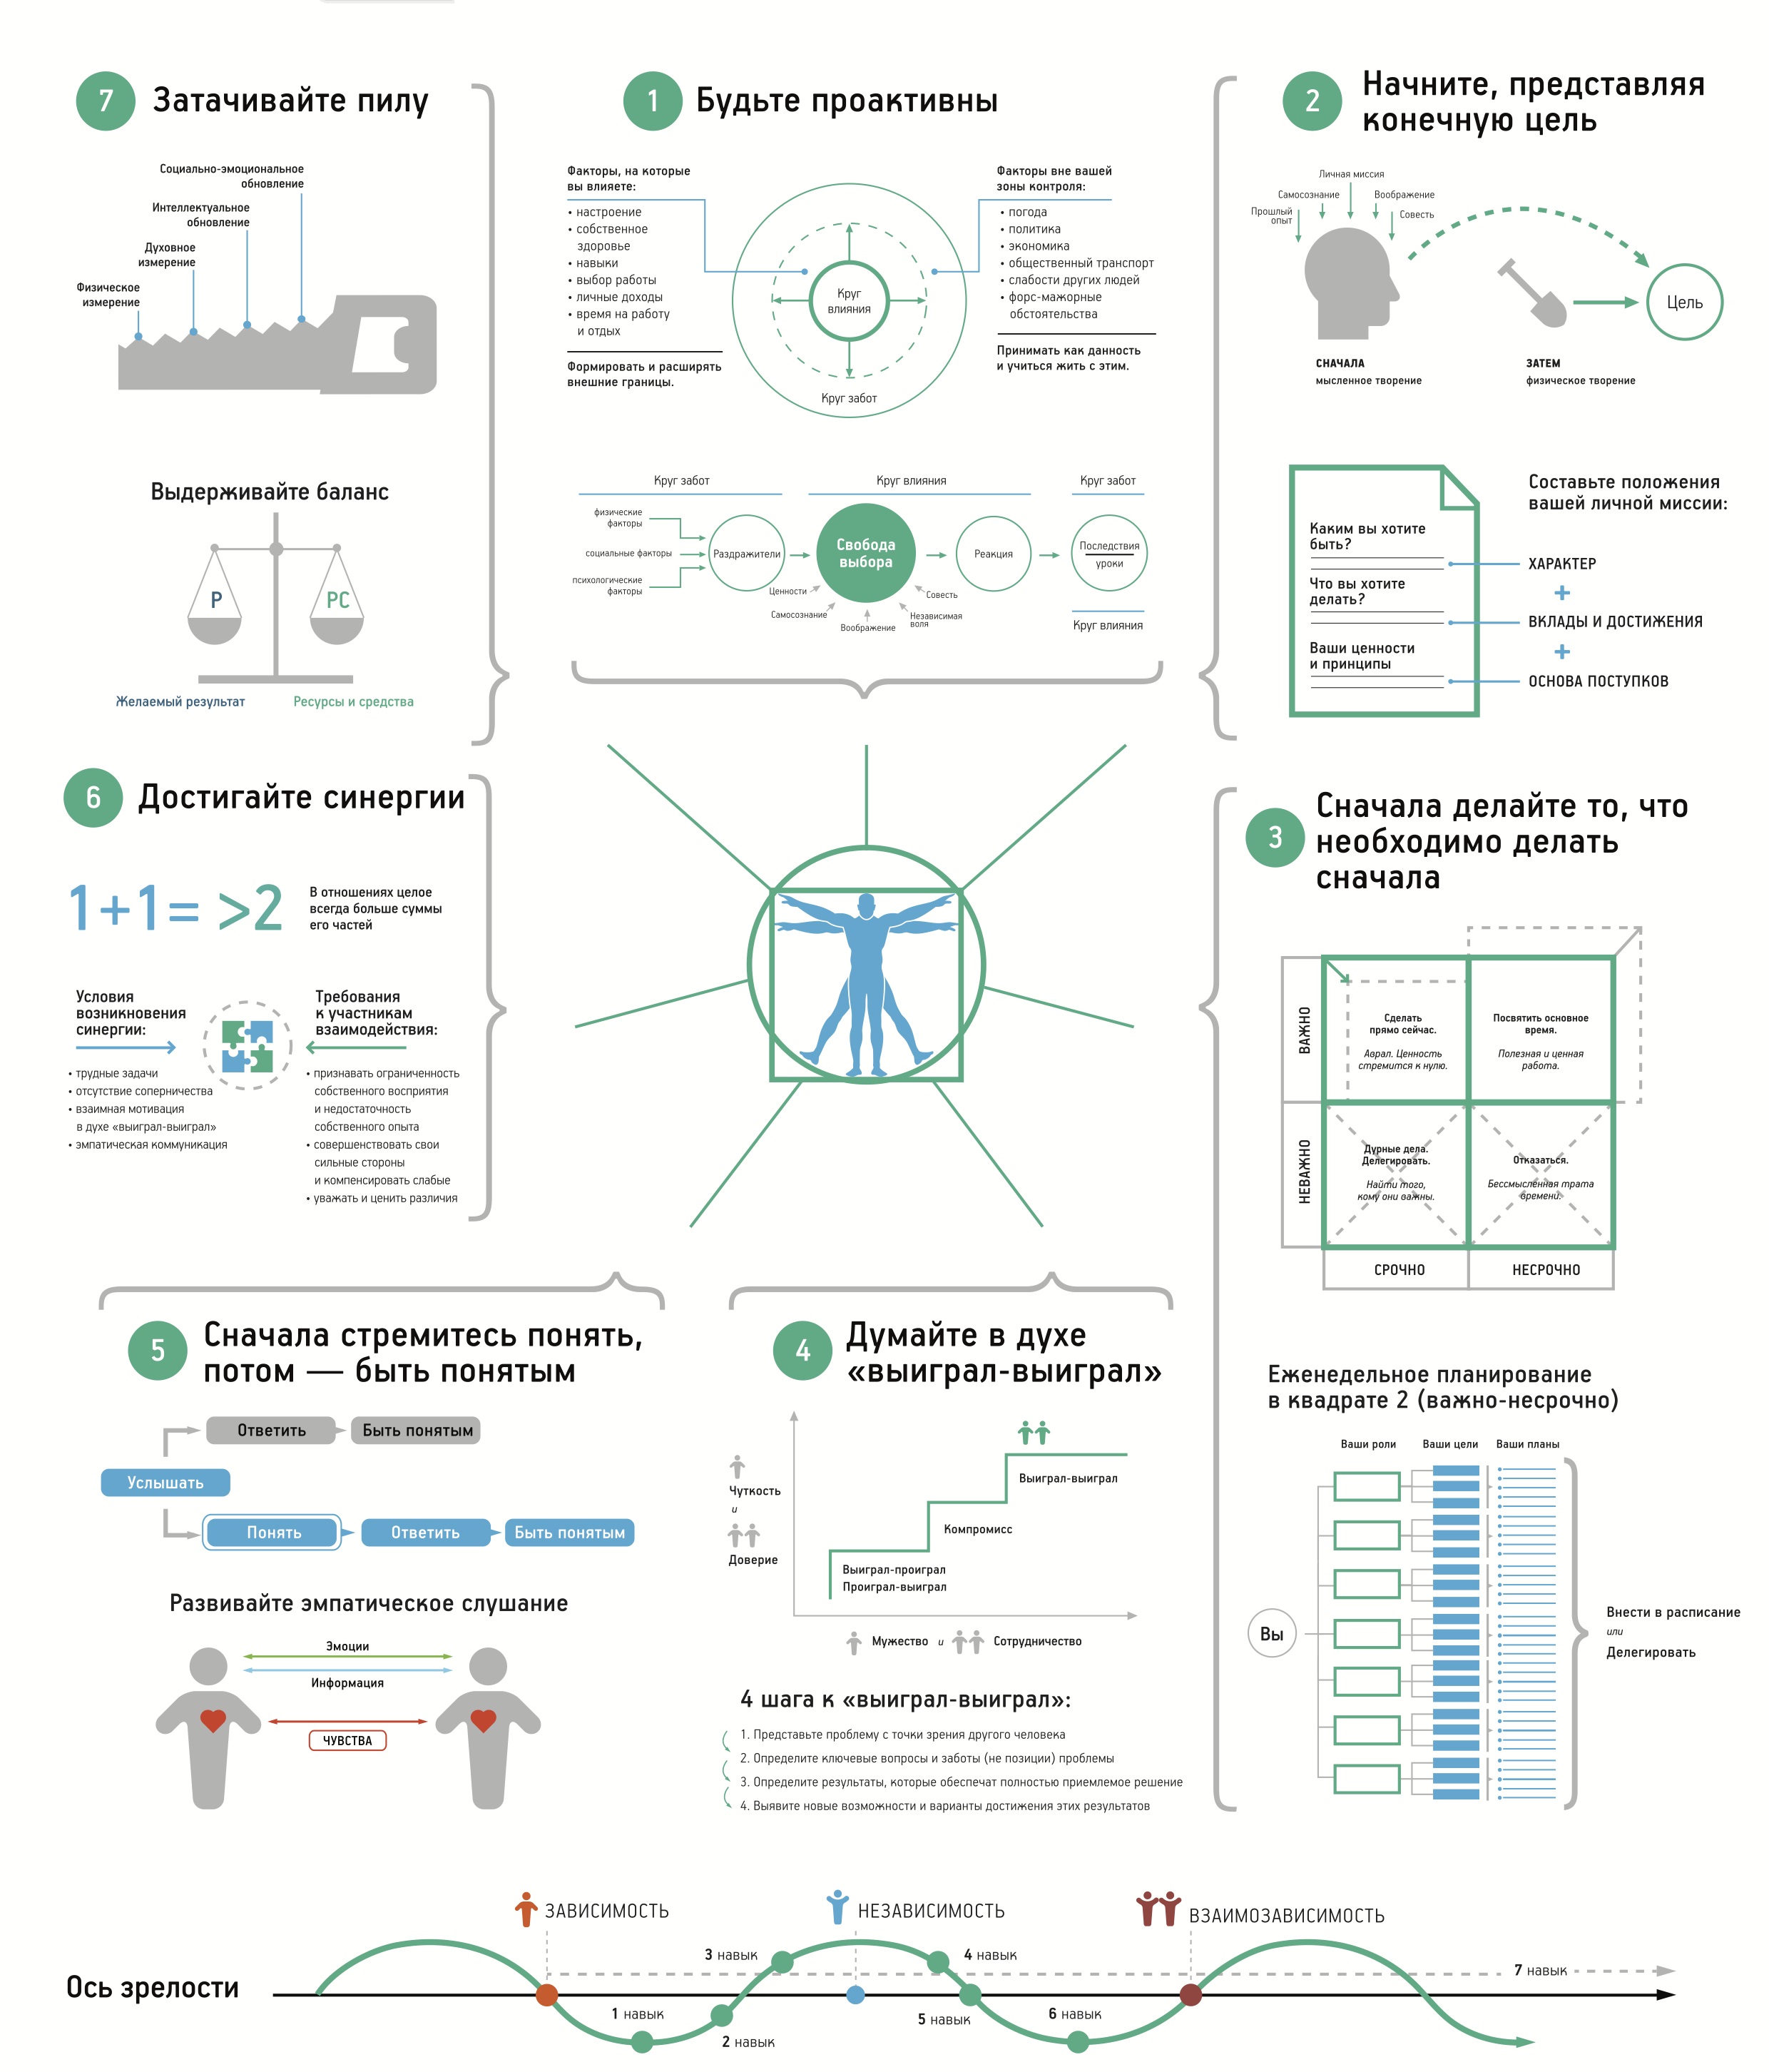 7
Затачивайте пилу
Социально-эмоциональное
обновление
Интеллектуальное
обновление
Духовное
измерение
Физическое
измерение
Выдерживайте баланс
P
PC
Желаемый результат
Ресурсы и средства
1
Будьте проактивны
Факторы, на которые
вы влияете:
• настроение
• собственное
здоровье
• навыки
• выбор работы
• личные доходы
• время на работу
и отдых
Формировать и расширять
внешние границы.
Круг
влияния
Круг забот
Факторы вне вашей
зоны контроля:
• погода
• политика
• экономика
• общественный транспорт
• слабости других людей
• форс-мажорные
обстоятельства
Принимать как данность
и учиться жить с этим.
Круг забот
Круг влияния
Круг забот
физические
факторы
социальные факторы
психологические
факторы
Раздражители
Свобода
выбора
Реакция
Последствия
уроки
Ценности
Самосознание
Воображение
Независимая
воля
Совесть
Круг влияния
2
Начните, представляя
конечную цель
Личная миссия
Самосознание
Воображение
Прошлый
опыт
Совесть
Цель
СНАЧАЛА
мысленное творение
ЗАТЕМ
физическое творение
Составьте положения
вашей личной миссии:
Каким вы хотите
быть?
ХАРАКТЕР
+
Что вы хотите
делать?
ВКЛАДЫ И ДОСТИЖЕНИЯ
+
Ваши ценности
и принципы
ОСНОВА ПОСТУПКОВ
6
Достигайте синергии
1+1= >2
В отношениях целое
всегда больше суммы
его частей
Условия
возникновения
синергии:
• трудные задачи
• отсутствие соперничества
• взаимная мотивация
в духе «выиграл-выиграл»
• эмпатическая коммуникация
Требования
к участникам
взаимодействия:
• признавать ограниченность
собственного восприятия
и недостаточность
собственного опыта
• совершенствовать свои
сильные стороны
и компенсировать слабые
• уважать и ценить различия
3
Сначала делайте то, что
необходимо делать
сначала
ВАЖНО
Сделать
прямо сейчас.
Аврал. Ценность
стремится к нулю.
Посвятить основное
время.
Полезная и ценная
работа.
НЕВАЖНО
Дурные дела.
Делегировать.
Найти того,
кому они важны.
Отказаться.
Бессмысленная трата
времени.
СРОЧНО
НЕСРОЧНО
Еженедельное планирование
в квадрате 2 (важно-несрочно)
Ваши роли
Ваши цели
Ваши планы
Вы
Внести в расписание
или
Делегировать
5
Сначала стремитесь понять,
потом — быть понятым
Ответить
Быть понятым
Услышать
Понять
Ответить
Быть понятым
Развивайте эмпатическое слушание
Эмоции
Информация
ЧУВСТВА
4
Думайте в духе
«выиграл-выиграл»
Чуткость
и
Доверие
Выиграл-выиграл
Компромисс
Выиграл-проиграл
Проиграл-выиграл
Мужество и Сотрудничество
4 шага к «выиграл-выиграл»:
1. Представьте проблему с точки зрения другого человека
2. Определите ключевые вопросы и заботы (не позиции) проблемы
3. Определите результаты, которые обеспечат полностью приемлемое решение
4. Выявите новые возможности и варианты достижения этих результатов
ЗАВИСИМОСТЬ
НЕЗАВИСИМОСТЬ
ВЗАИМОЗАВИСИМОСТЬ
Ось зрелости
1 навык
2 навык
3 навык
4 навык
5 навык
6 навык
7 навык